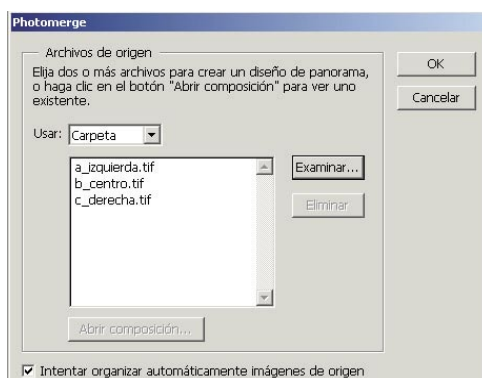 Photomerge
Archivos de origen
Elija dos o más archivos para crear un diseño de panorama,
o haga clic en el botón "Abrir composición" para ver uno
existente.
OK
Cancelar
Usar: Carpeta
a_izquierda.tif
b_centro.tif
c_derecha.tif
Examinar...
Eliminar
Abrir composición...
Intentar organizar automáticamente imágenes de origen